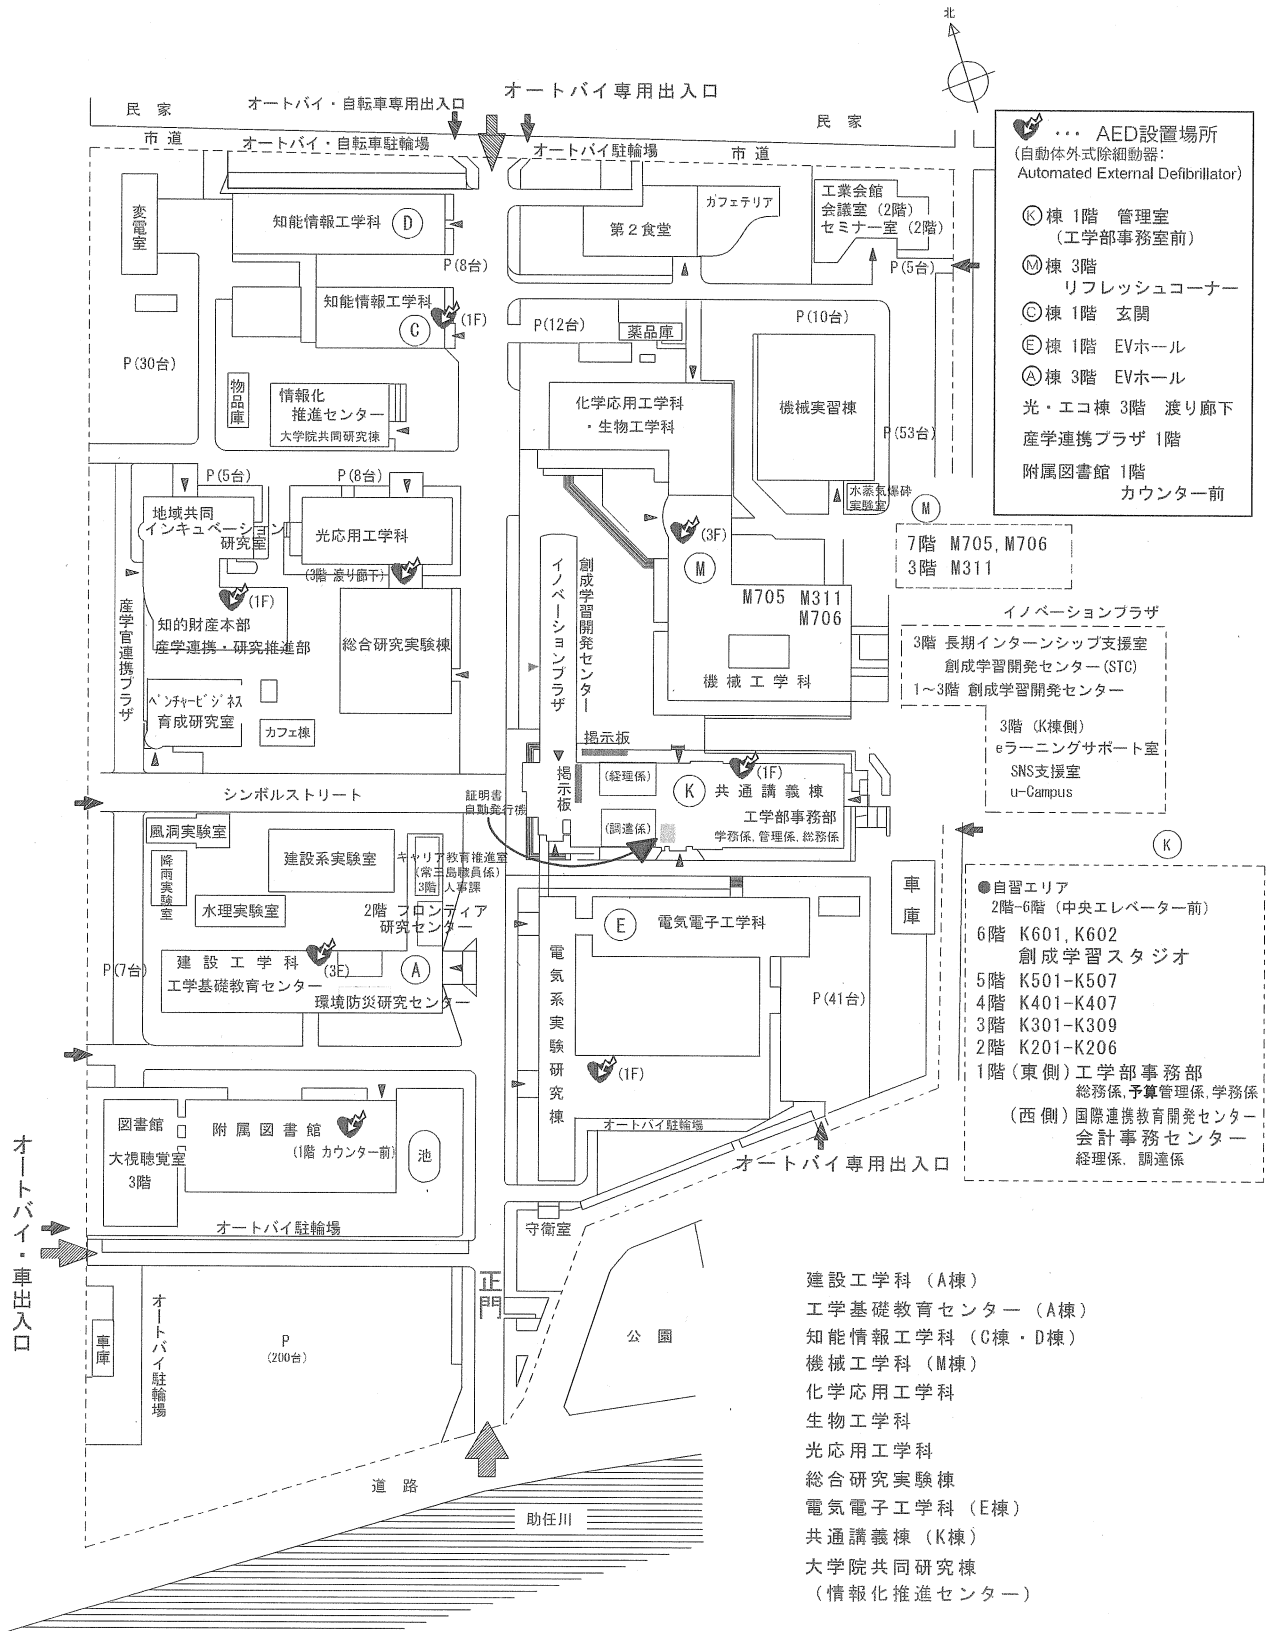 北
オートバイ専用出入口
オートバイ・自転車専用出入口
民 家
民 家
市 道
オートバイ・自転車駐輪場
オートバイ駐輪場
市 道
変電室
知能情報工学科
D
P(8台)
第2食堂
カフェテリア
工業会館
会議室(2階)
セミナー室(2階)
P(5台)
知能情報工学科
(1F)
C
P(12台)
薬品庫
P(10台)
P(30台)
物品庫
情報化
推進センター
大学院共同研究棟
化学応用工学科
・生物工学科
機械実習棟
P(53台)
P(5台)
P(8台)
水蒸気爆砕
実験室
地域共同
インキュベーション
研究室
光応用工学科
(3階 渡り廊下)
(3F)
M
(1F)
知的財産本部
産学連携・研究推進部
産学官連携プラザ
総合研究実験棟
イノベーションプラザ
創成学習開発センター
M705 M311
M706
機械工学科
ベンチャービジネス
育成研究室
カフェ棟
掲示板
掲示板
(経理係)
(調達係)
K
(1F)
共通講義棟
工学部事務部
学務係,管理係,総務係
シンボルストリート
証明書
自動発行機
風洞実験室
降雨実験室
建設系実験室
水理実験室
キャリア教育推進室
(常三島職員係)
3階 人事課
2階 フロンティア
研究センター
車庫
E
電気電子工学科
P(7台)
建設工学科
(3F)
A
工学基礎教育センター
環境防災研究センター
電気系実験研究棟
P(41台)
(1F)
図書館
大視聴覚室
3階
附属図書館
(1階 カウンター前)
池
オートバイ駐輪場
オートバイ専用出入口
オートバイ駐輪場
守衛室
オートバイ・車出入口
正門
車庫
オートバイ駐輪場
P
(200台)
公園
道路
助任川
… AED設置場所
(自動体外式除細動器:
Automated External Defibrillator)
K棟 1階 管理室
(工学部事務室前)
M棟 3階
リフレッシュコーナー
C棟 1階 玄関
E棟 1階 EVホール
A棟 3階 EVホール
光・エコ棟 3階 渡り廊下
産学連携プラザ 1階
附属図書館 1階
カウンター前
M
7階 M705, M706
3階 M311
イノベーションプラザ
3階 長期インターンシップ支援室
創成学習開発センター(STC)
1～3階 創成学習開発センター
3階 (K棟側)
eラーニングサポート室
SNS支援室
u-Campus
K
●自習エリア
2階-6階 (中央エレベーター前)
6階 K601, K602
創成学習スタジオ
5階 K501-K507
4階 K401-K407
3階 K301-K309
2階 K201-K206
1階(東側)工学部事務部
総務係,予算管理係,学務係
(西側)国際連携教育開発センター
会計事務センター
経理係. 調達係
建設工学科(A棟)
工学基礎教育センター(A棟)
知能情報工学科(C棟・D棟)
機械工学科(M棟)
化学応用工学科
生物工学科
光応用工学科
総合研究実験棟
電気電子工学科(E棟)
共通講義棟(K棟)
大学院共同研究棟
(情報化推進センター)